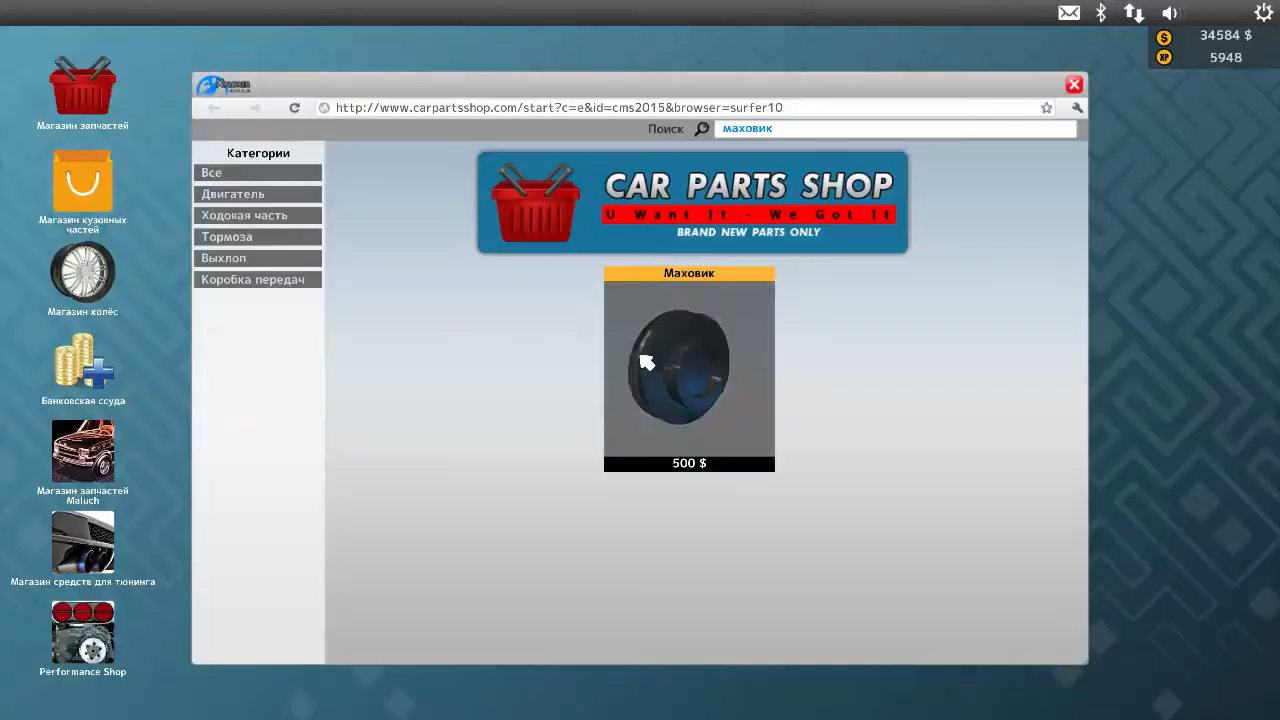 34584 $
5948
Магазин запчастей
Магазин кузовных
частей
Магазин колёс
Банковская ссуда
Магазин запчастей
Maluch
Магазин средств для тюнинга
Performance Shop
http://www.carpartsshop.com/start?c=e&id=cms2015&browser=surfer10
Поиск
маховик
Категории
Все
Двигатель
Ходовая часть
Тормоза
Выхлоп
Коробка передач
CAR PARTS SHOP
U Want It - We Got It
BRAND NEW PARTS ONLY
Маховик
500 $